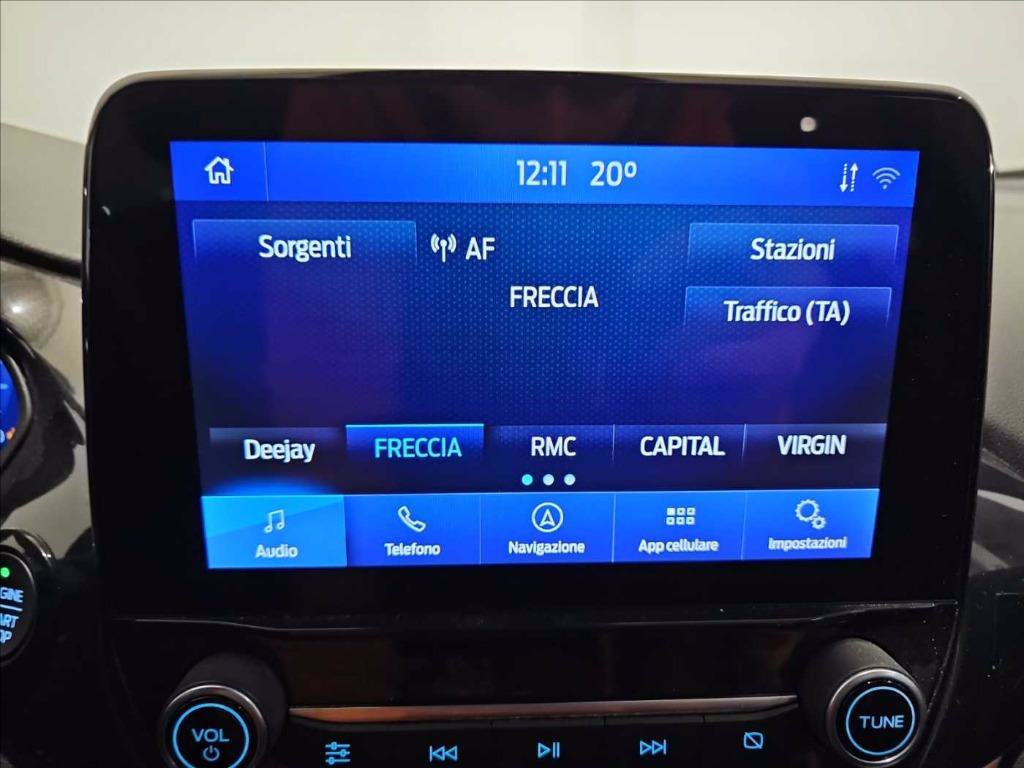 12:11 20°
Sorgenti
AF
Stazioni
FRECCIA
Traffico (TA)
Deejay FRECCIA RMC CAPITAL VIRGIN
Audio Telefono Navigazione App cellulare Impostazioni
VOL
TUNE